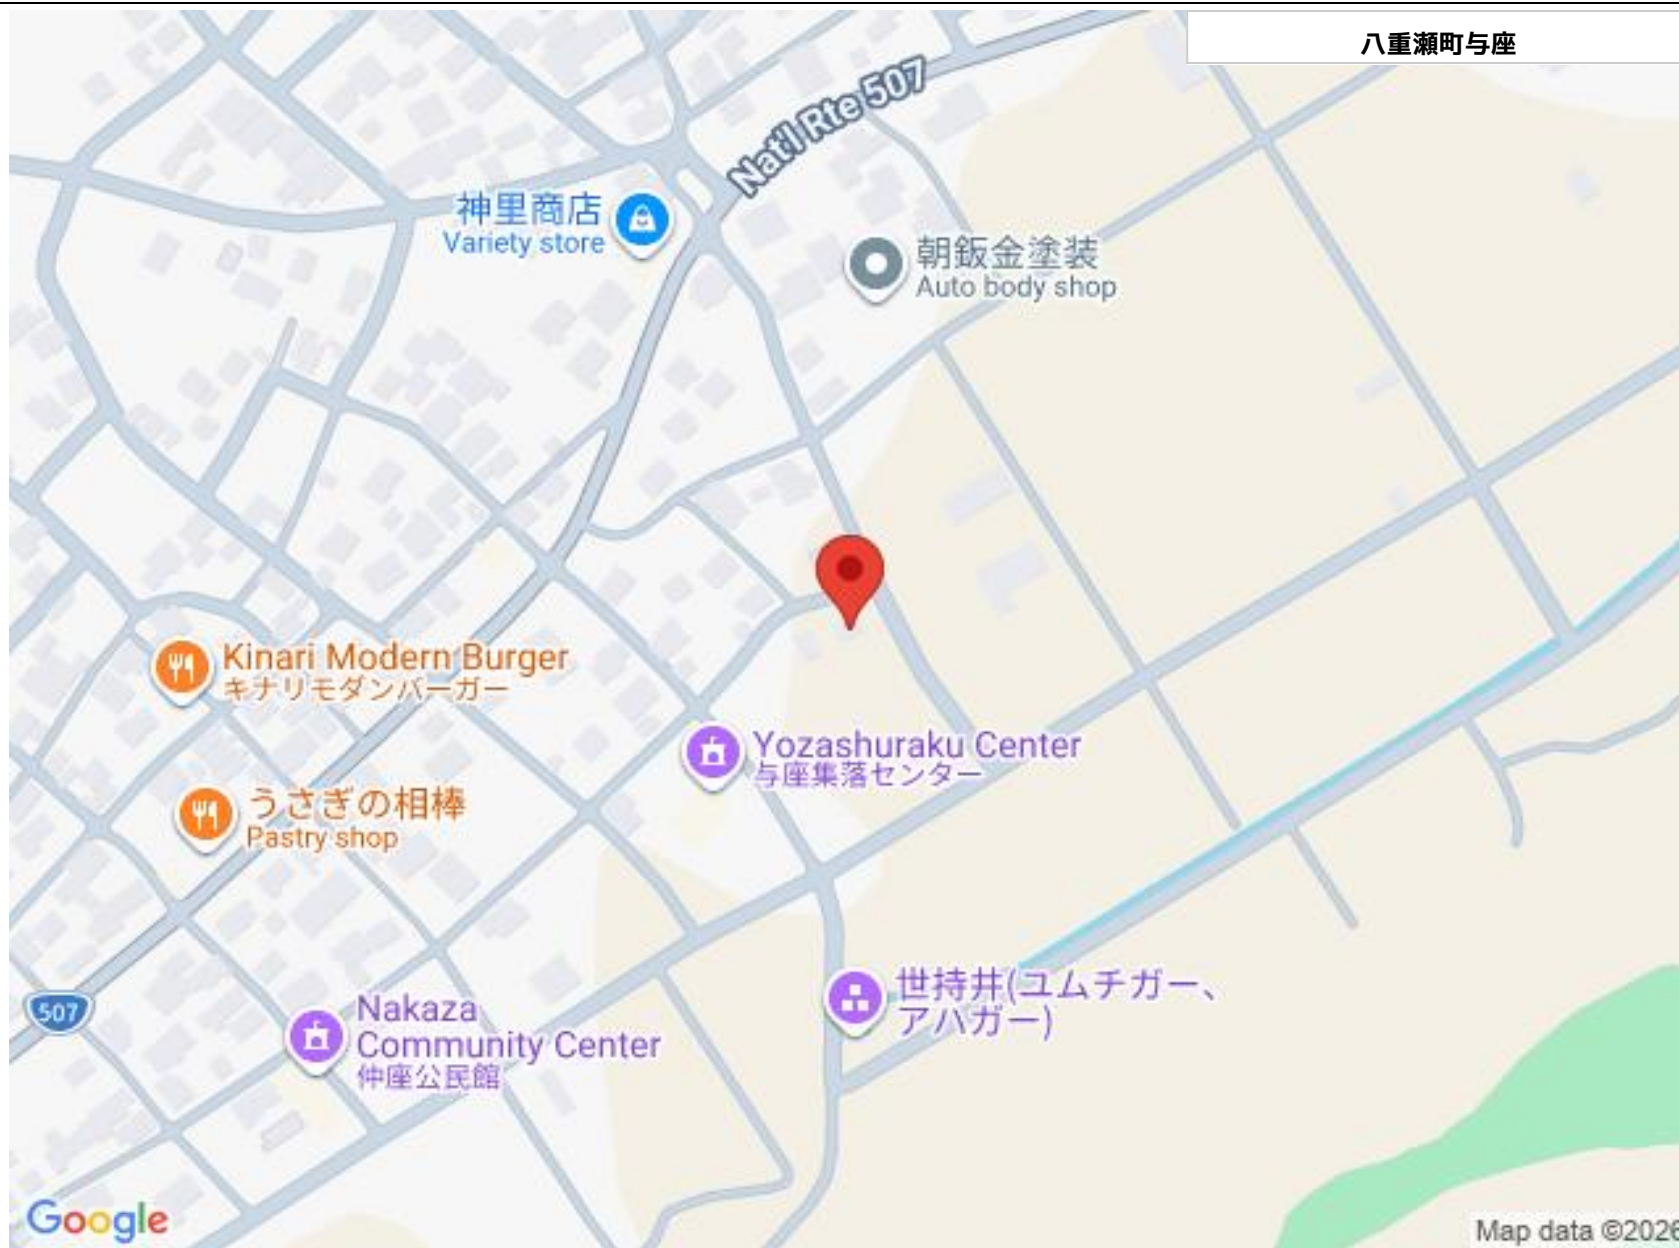 八重瀬町与座
Nat'l Rte 507
神里商店
Variety store
朝鈑金塗装
Auto body shop
Kinari Modern Burger
キナリモダンバーガー
Yozashuraku Center
与座集落センター
うさぎの相棒
Pastry shop
世持井(ユムチガー、
アハガー)
507
Nakaza
Community Center
仲座公民館
Google
Map data ©2026